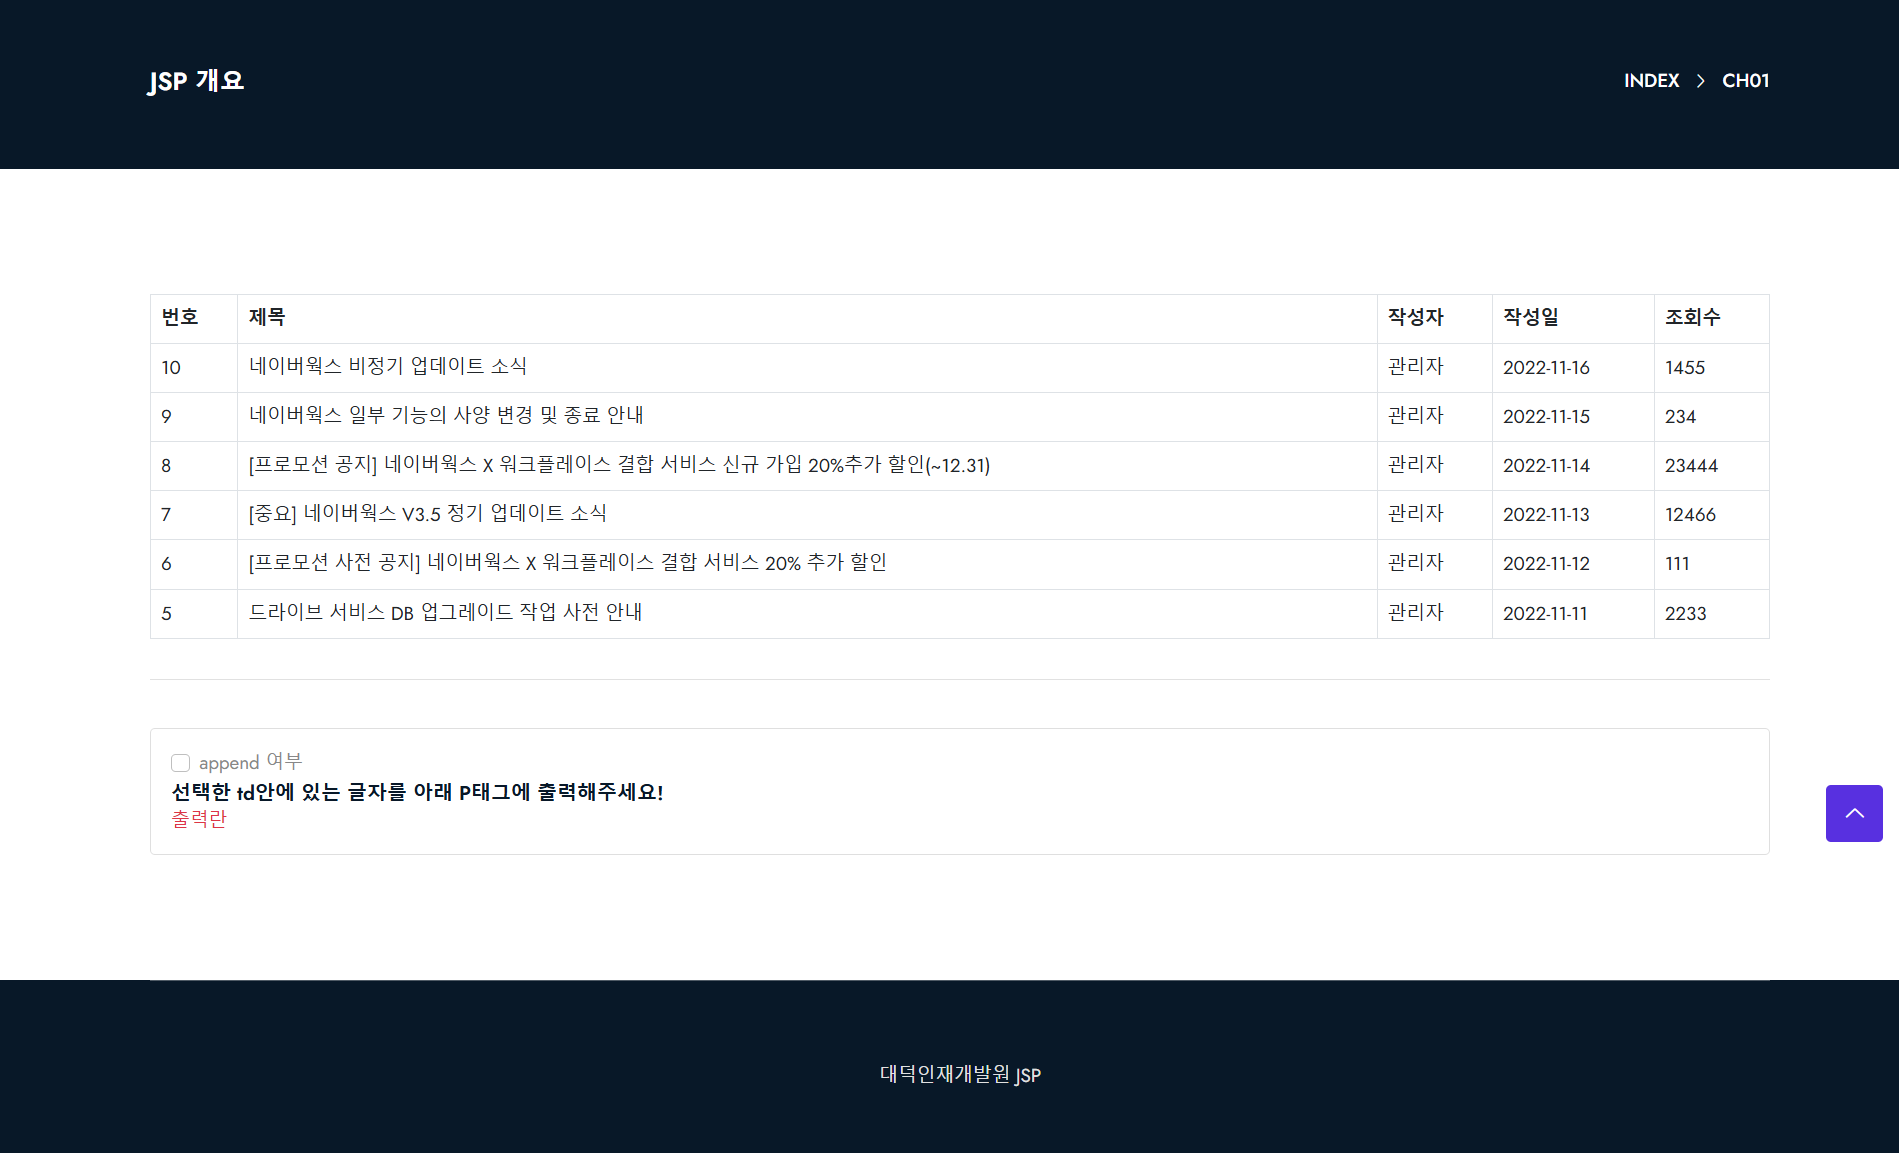 JSP 개요
INDEX > CH01
번호 제목 작성자 작성일 조회수
10 네이버웍스 비정기 업데이트 소식 관리자 2022-11-16 1455
9 네이버웍스 일부 기능의 사양 변경 및 종료 안내 관리자 2022-11-15 234
8 [프로모션 공지] 네이버웍스 X 워크플레이스 결합 서비스 신규 가입 20%추가 할인(~12.31) 관리자 2022-11-14 23444
7 [중요] 네이버웍스 V3.5 정기 업데이트 소식 관리자 2022-11-13 12466
6 [프로모션 사전 공지] 네이버웍스 X 워크플레이스 결합 서비스 20% 추가 할인 관리자 2022-11-12 111
5 드라이브 서비스 DB 업그레이드 작업 사전 안내 관리자 2022-11-11 2233
append 여부
선택한 td안에 있는 글자를 아래 P태그에 출력해주세요!
출력란
대덕인재개발원 JSP